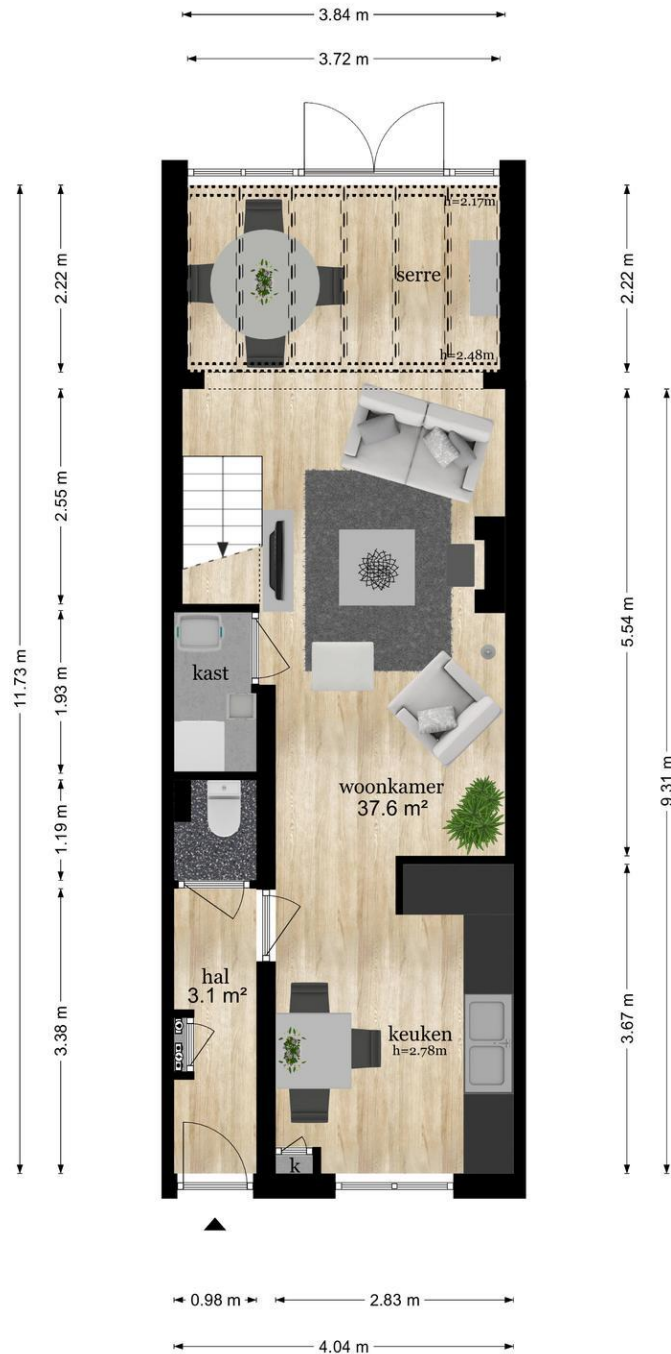 3.84 m
3.72 m
h=2.17m
serre
h=2.48m
2.22 m
2.22 m
2.55 m
11.73 m
1.93 m
kast
5.54 m
9.31 m
woonkamer
37.6 m²
1.19 m
hal
3.1 m²
keuken
h=2.78m
3.38 m
3.67 m
k
0.98 m
2.83 m
4.04 m